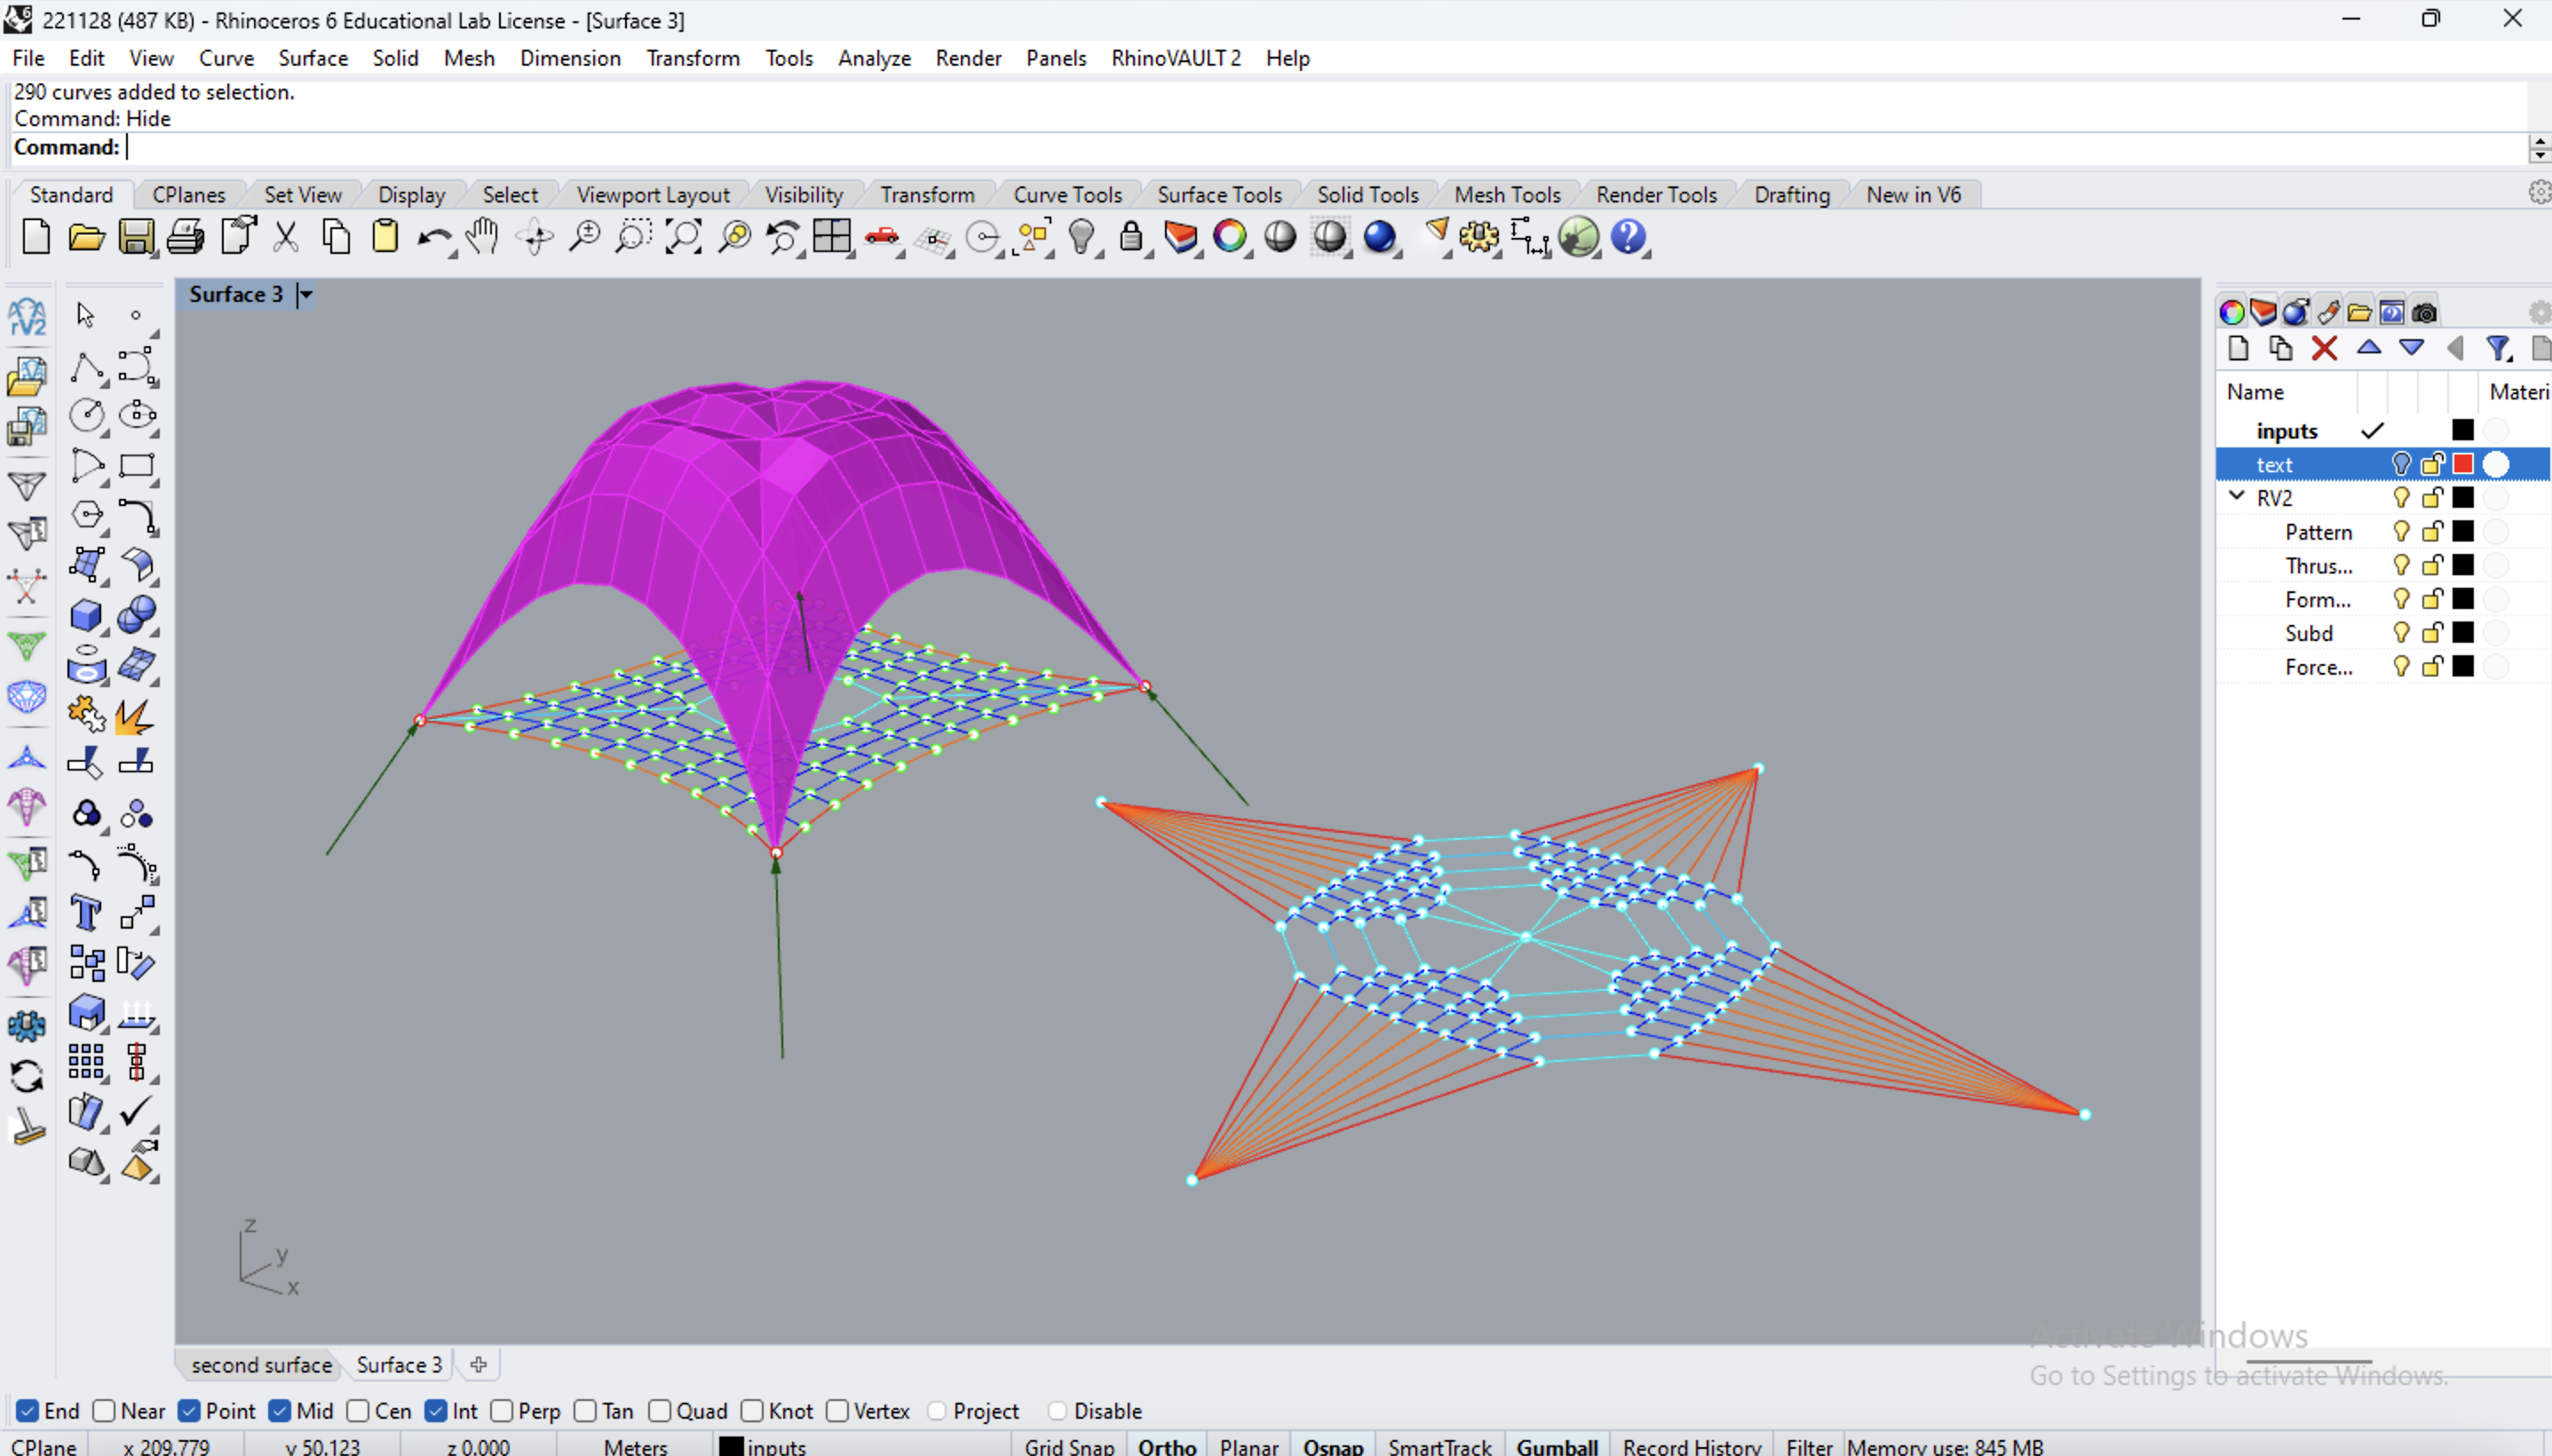 221128 (487 KB) - Rhinoceros 6 Educational Lab License - [Surface 3]
File Edit View Curve Surface Solid Mesh Dimension Transform Tools Analyze Render Panels RhinoVAULT 2 Help
290 curves added to selection.
Command: Hide
Command:
Standard CPlanes Set View Display Select Viewport Layout Visibility Transform Curve Tools Surface Tools Solid Tools Mesh Tools Render Tools Drafting New in V6
Surface 3
rV2
Name Materi
inputs
text
RV2
Pattern
Thrus...
Form...
Subd
Force...
z
y
x
Activate Windows
Go to Settings to activate Windows.
second surface Surface 3
End Near Point Mid Cen Int Perp Tan Quad Knot Vertex Project Disable
CPlane x 209.779 y 50.123 z 0.000 Meters inputs Grid Snap Ortho Planar Osnap SmartTrack Gumball Record History Filter Memory use: 845 MB